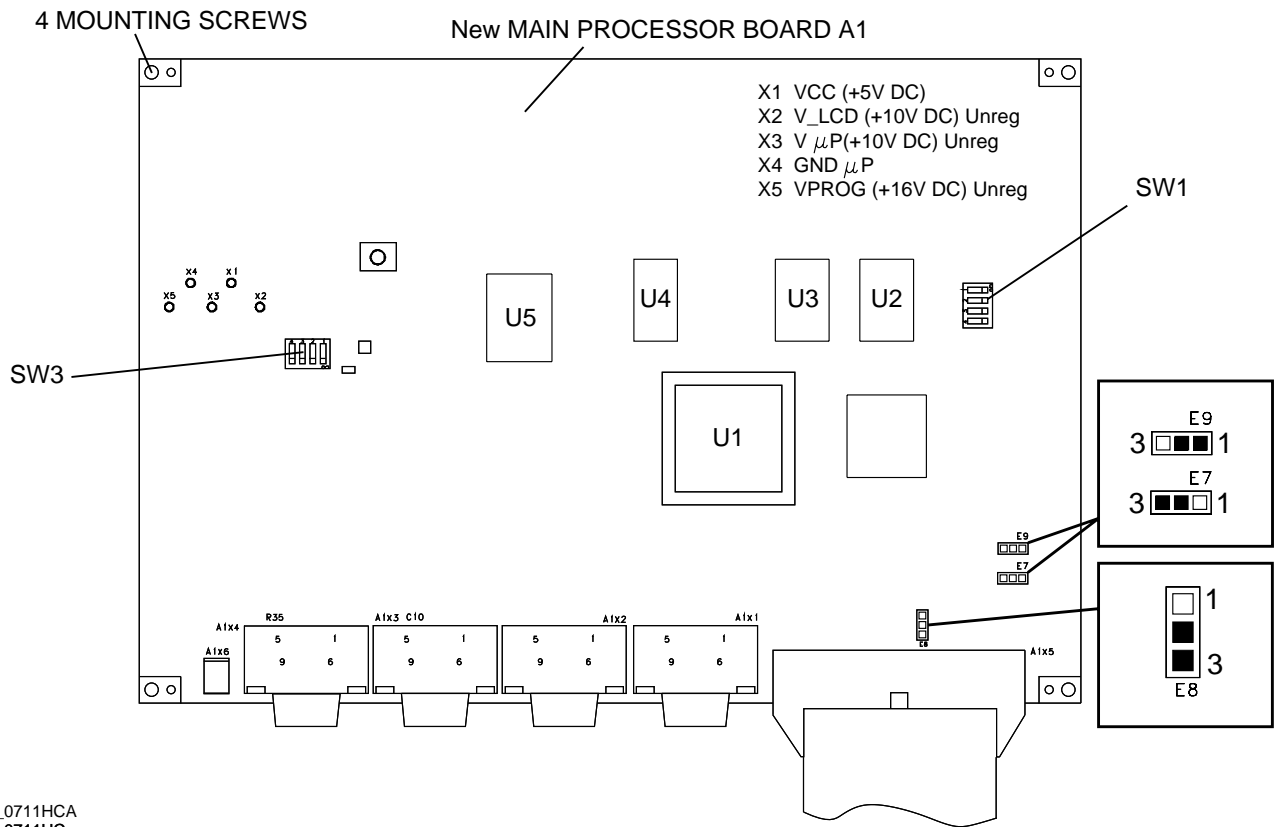 4 MOUNTING SCREWS
New MAIN PROCESSOR BOARD A1
X1 VCC (+5V DC)
X2 V_LCD (+10V DC) Unreg
X3 V μP(+10V DC) Unreg
X4 GND μP
X5 VPROG (+16V DC) Unreg
SW1
X4
X1
X5
X3
X2
U5
U4
U3
U2
SW3
U1
E9
3 1
E7
3 1
E9
E7
1
3
E8
E8
A1X4
R35
A1X3 C10
A1X2
A1X1
A1X5
A1X6
5 1
9 6
5 1
9 6
5 1
9 6
5 1
9 6
_0711HCA